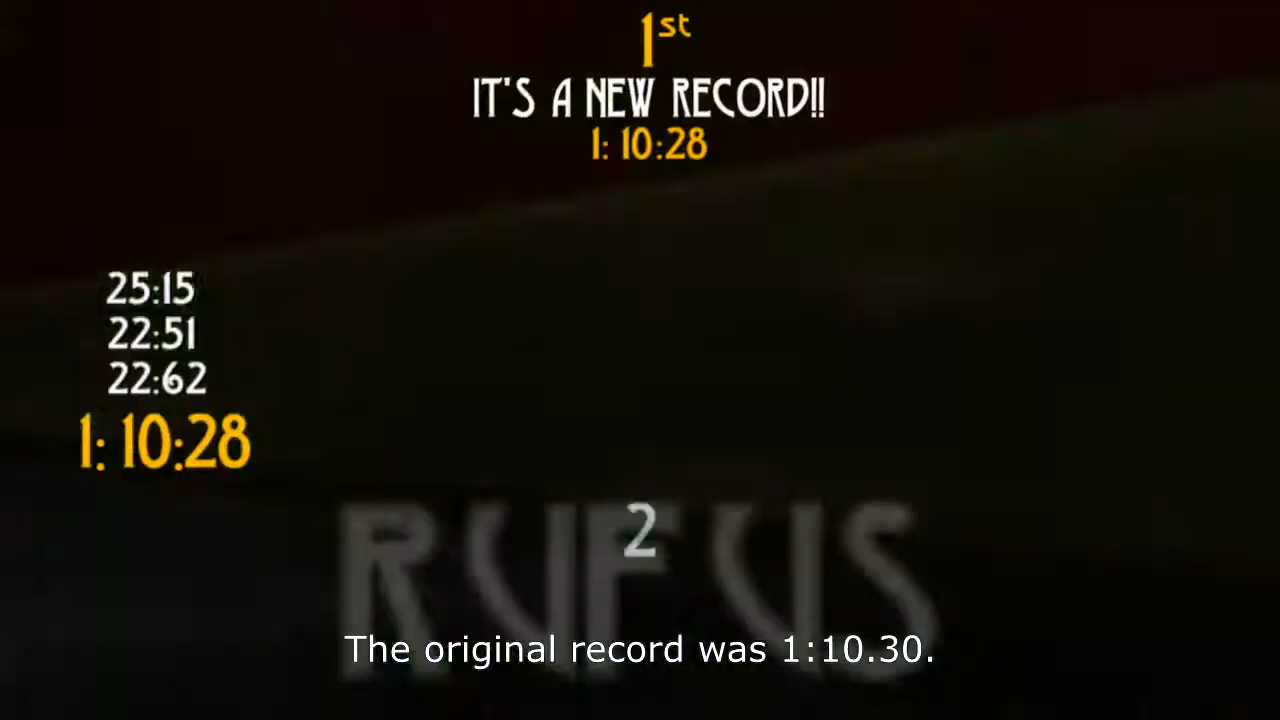 1st
IT'S A NEW RECORD!!
1: 10:28
25:15
22:51
22:62
1: 10:28
2
RUFUS
The original record was 1:10.30.